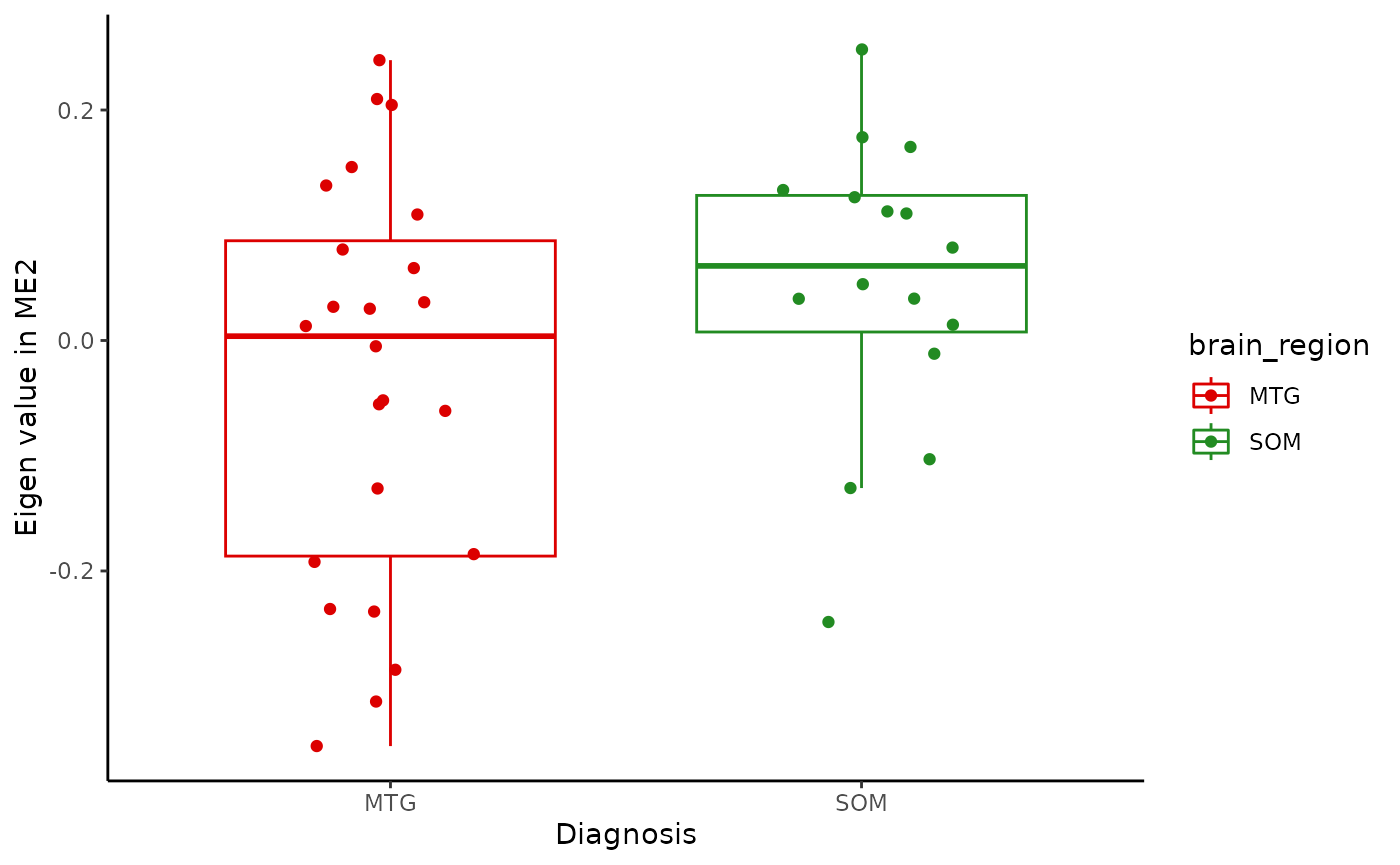 Eigen value in ME2
0.2
0.0
-0.2
MTG
SOM
Diagnosis
brain_region
MTG
SOM